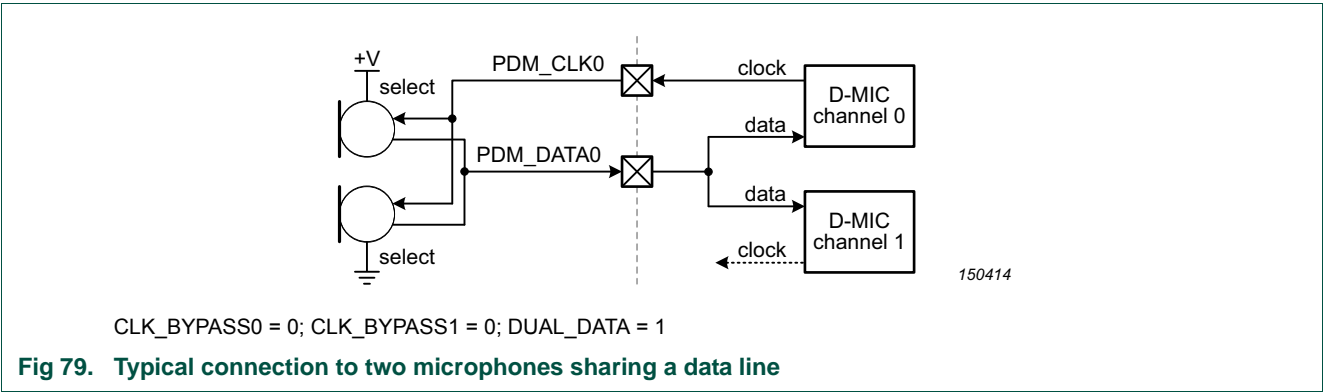 +V
select
PDM_CLK0
clock
D-MIC
channel 0
data
PDM_DATA0
data
D-MIC
channel 1
clock
select
150414
CLK_BYPASS0 = 0; CLK_BYPASS1 = 0; DUAL_DATA = 1
Fig 79. Typical connection to two microphones sharing a data line